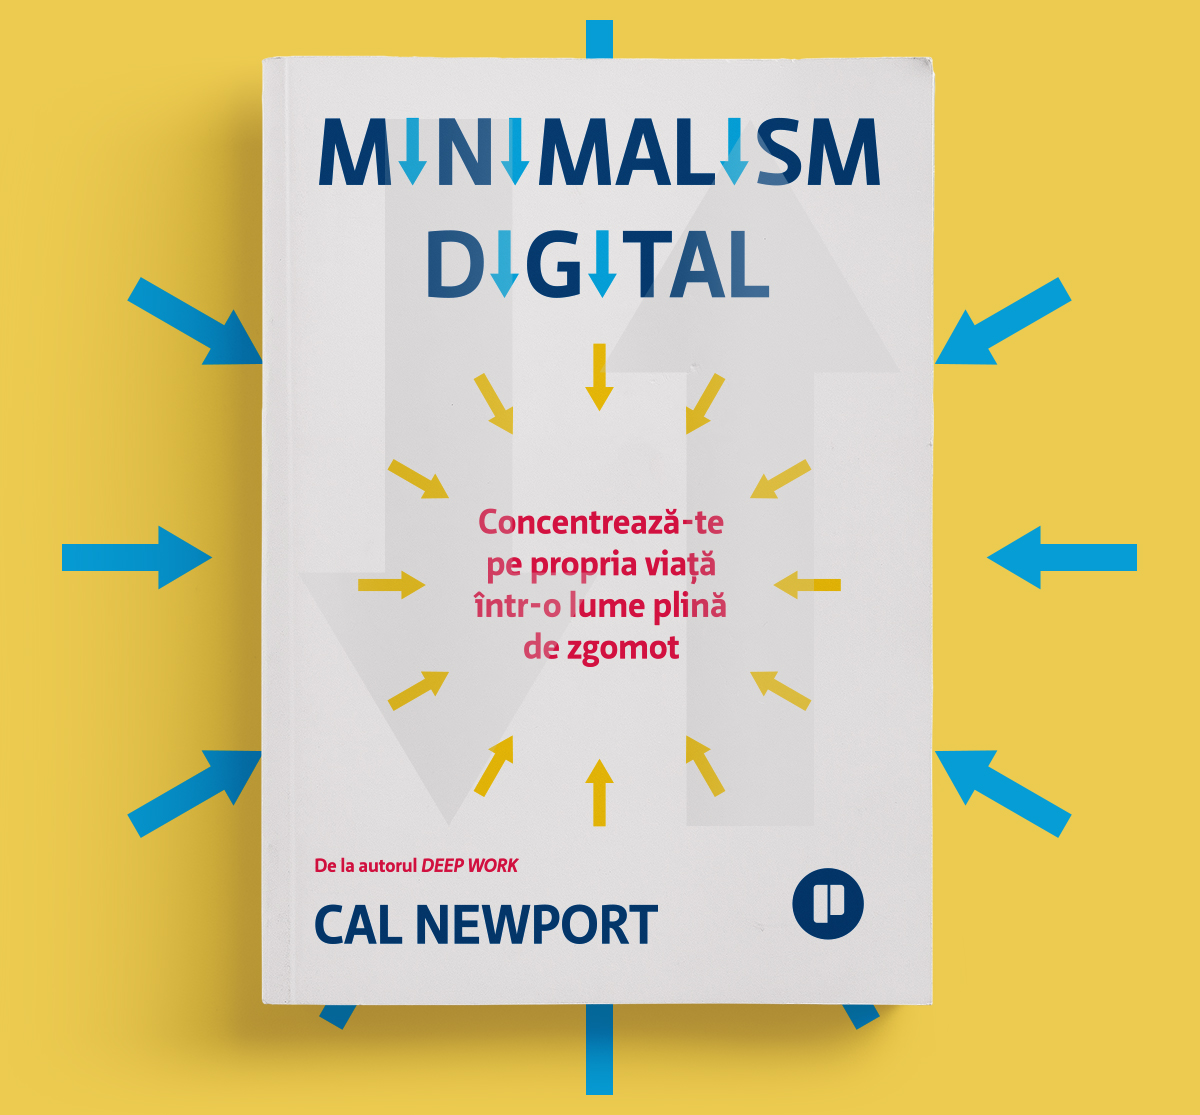 MINIMALISM
DIGITAL
Concentrează-te
pe propria viață
într-o lume plină
de zgomot
De la autorul DEEP WORK
CAL NEWPORT